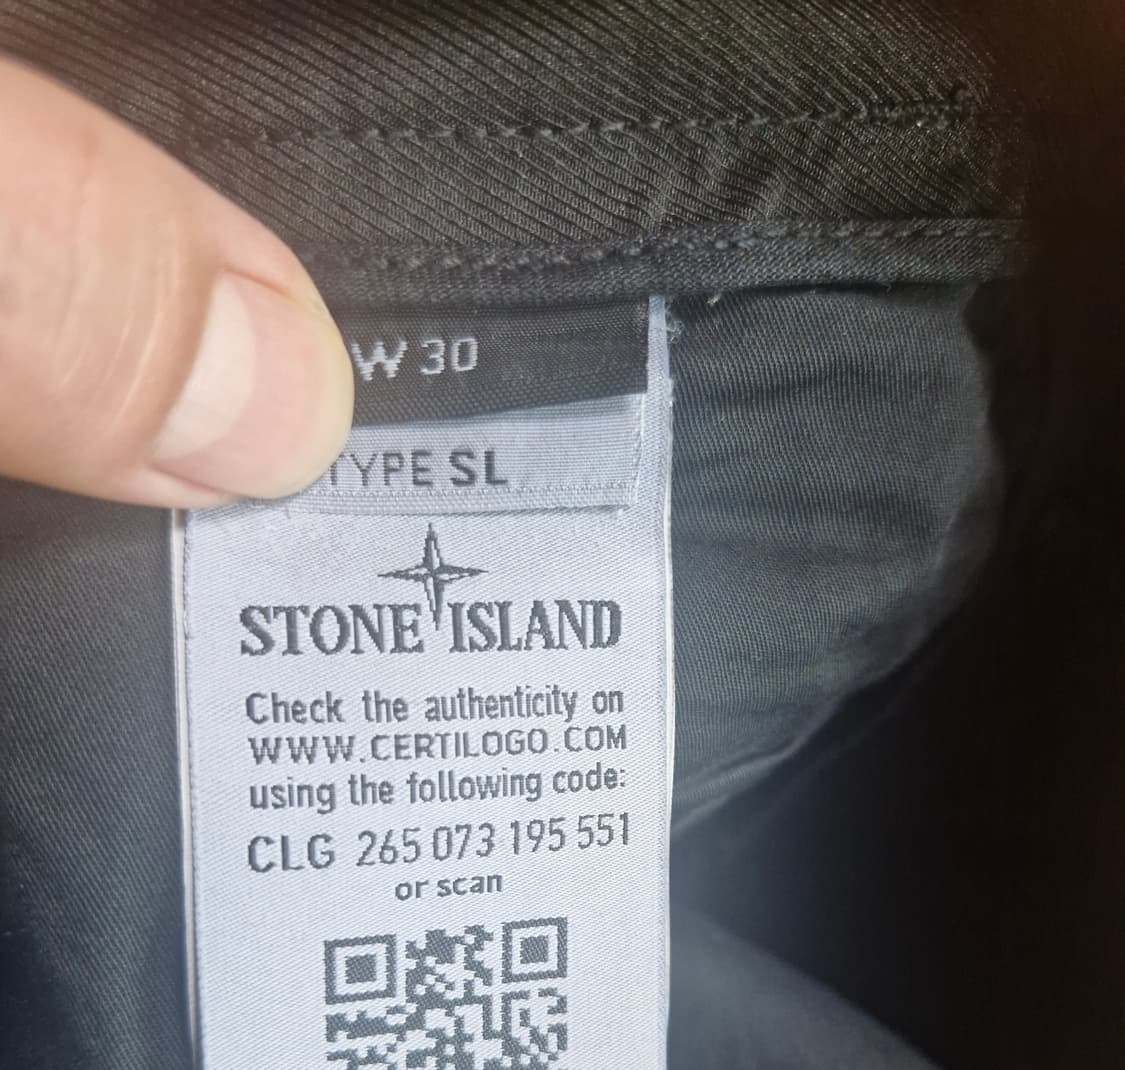 W 30
TYPE SL
STONE ISLAND
Check the authenticity on
WWW.CERTILOGO.COM
using the following code:
CLG 265 073 195 551
or scan